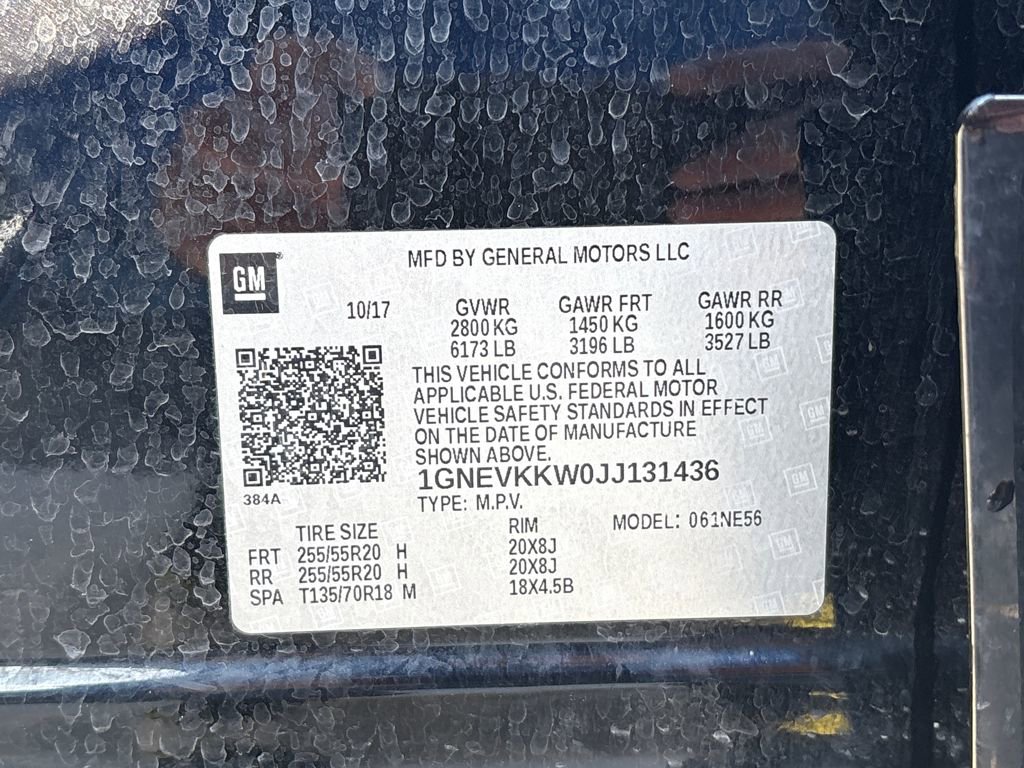 GM
MFD BY GENERAL MOTORS LLC
10/17 GVWR GAWR FRT GAWR RR
2800 KG 1450 KG 1600 KG
6173 LB 3196 LB 3527 LB
THIS VEHICLE CONFORMS TO ALL
APPLICABLE U.S. FEDERAL MOTOR
VEHICLE SAFETY STANDARDS IN EFFECT
ON THE DATE OF MANUFACTURE
SHOWN ABOVE.
1GNEVKKW0JJ131436
384A
TYPE: M.P.V.
TIRE SIZE RIM MODEL: 061NE56
FRT 255/55R20 H 20X8J
RR 255/55R20 H 20X8J
SPA T135/70R18 M 18X4.5B